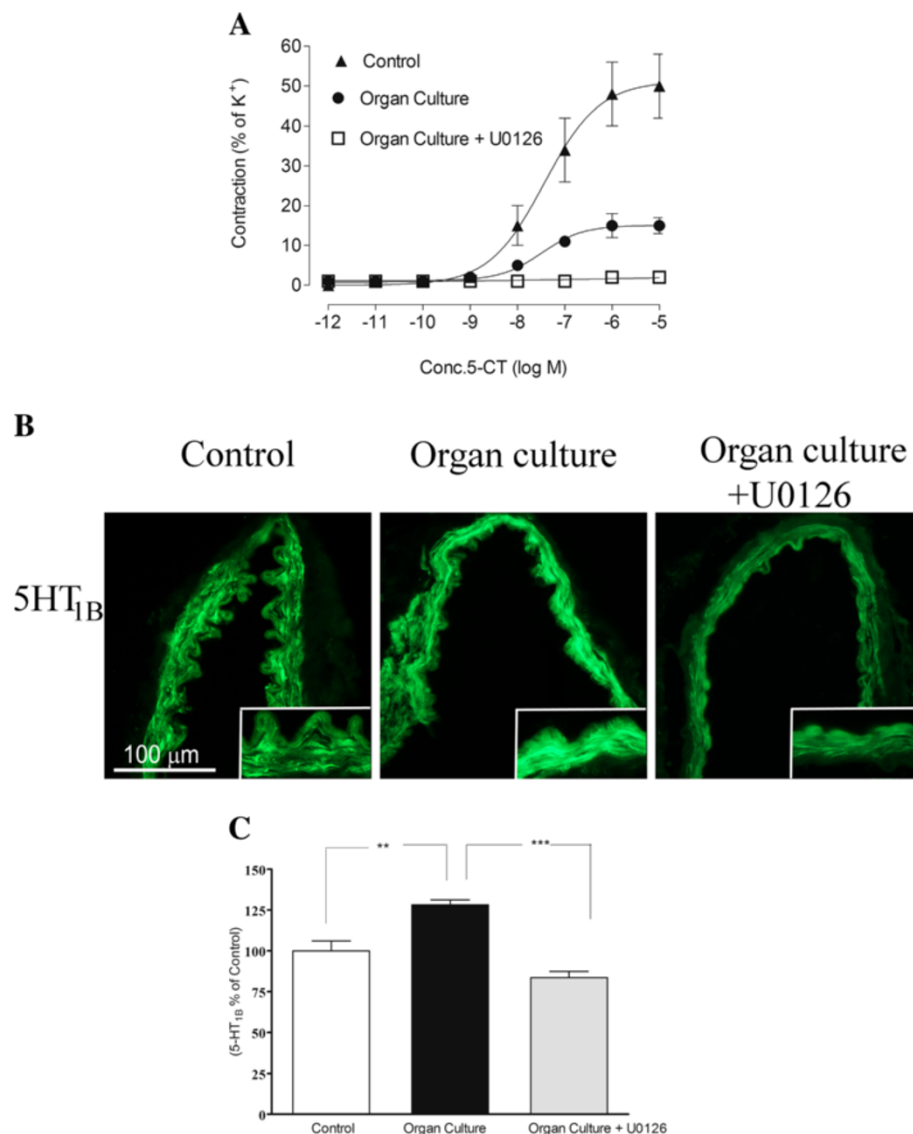 A
60
50
40
30
20
10
0
Contraction (% of K⁺)
Control
Organ Culture
Organ Culture + U0126
-12 -11 -10 -9 -8 -7 -6 -5
Conc.5-CT (log M)
B
Control Organ culture Organ culture
+U0126
5HT₁B
100 µm
C
** ***
150
125
100
75
50
25
0
(5-HT₁B % of Control)
Control Organ Culture Organ Culture + U0126